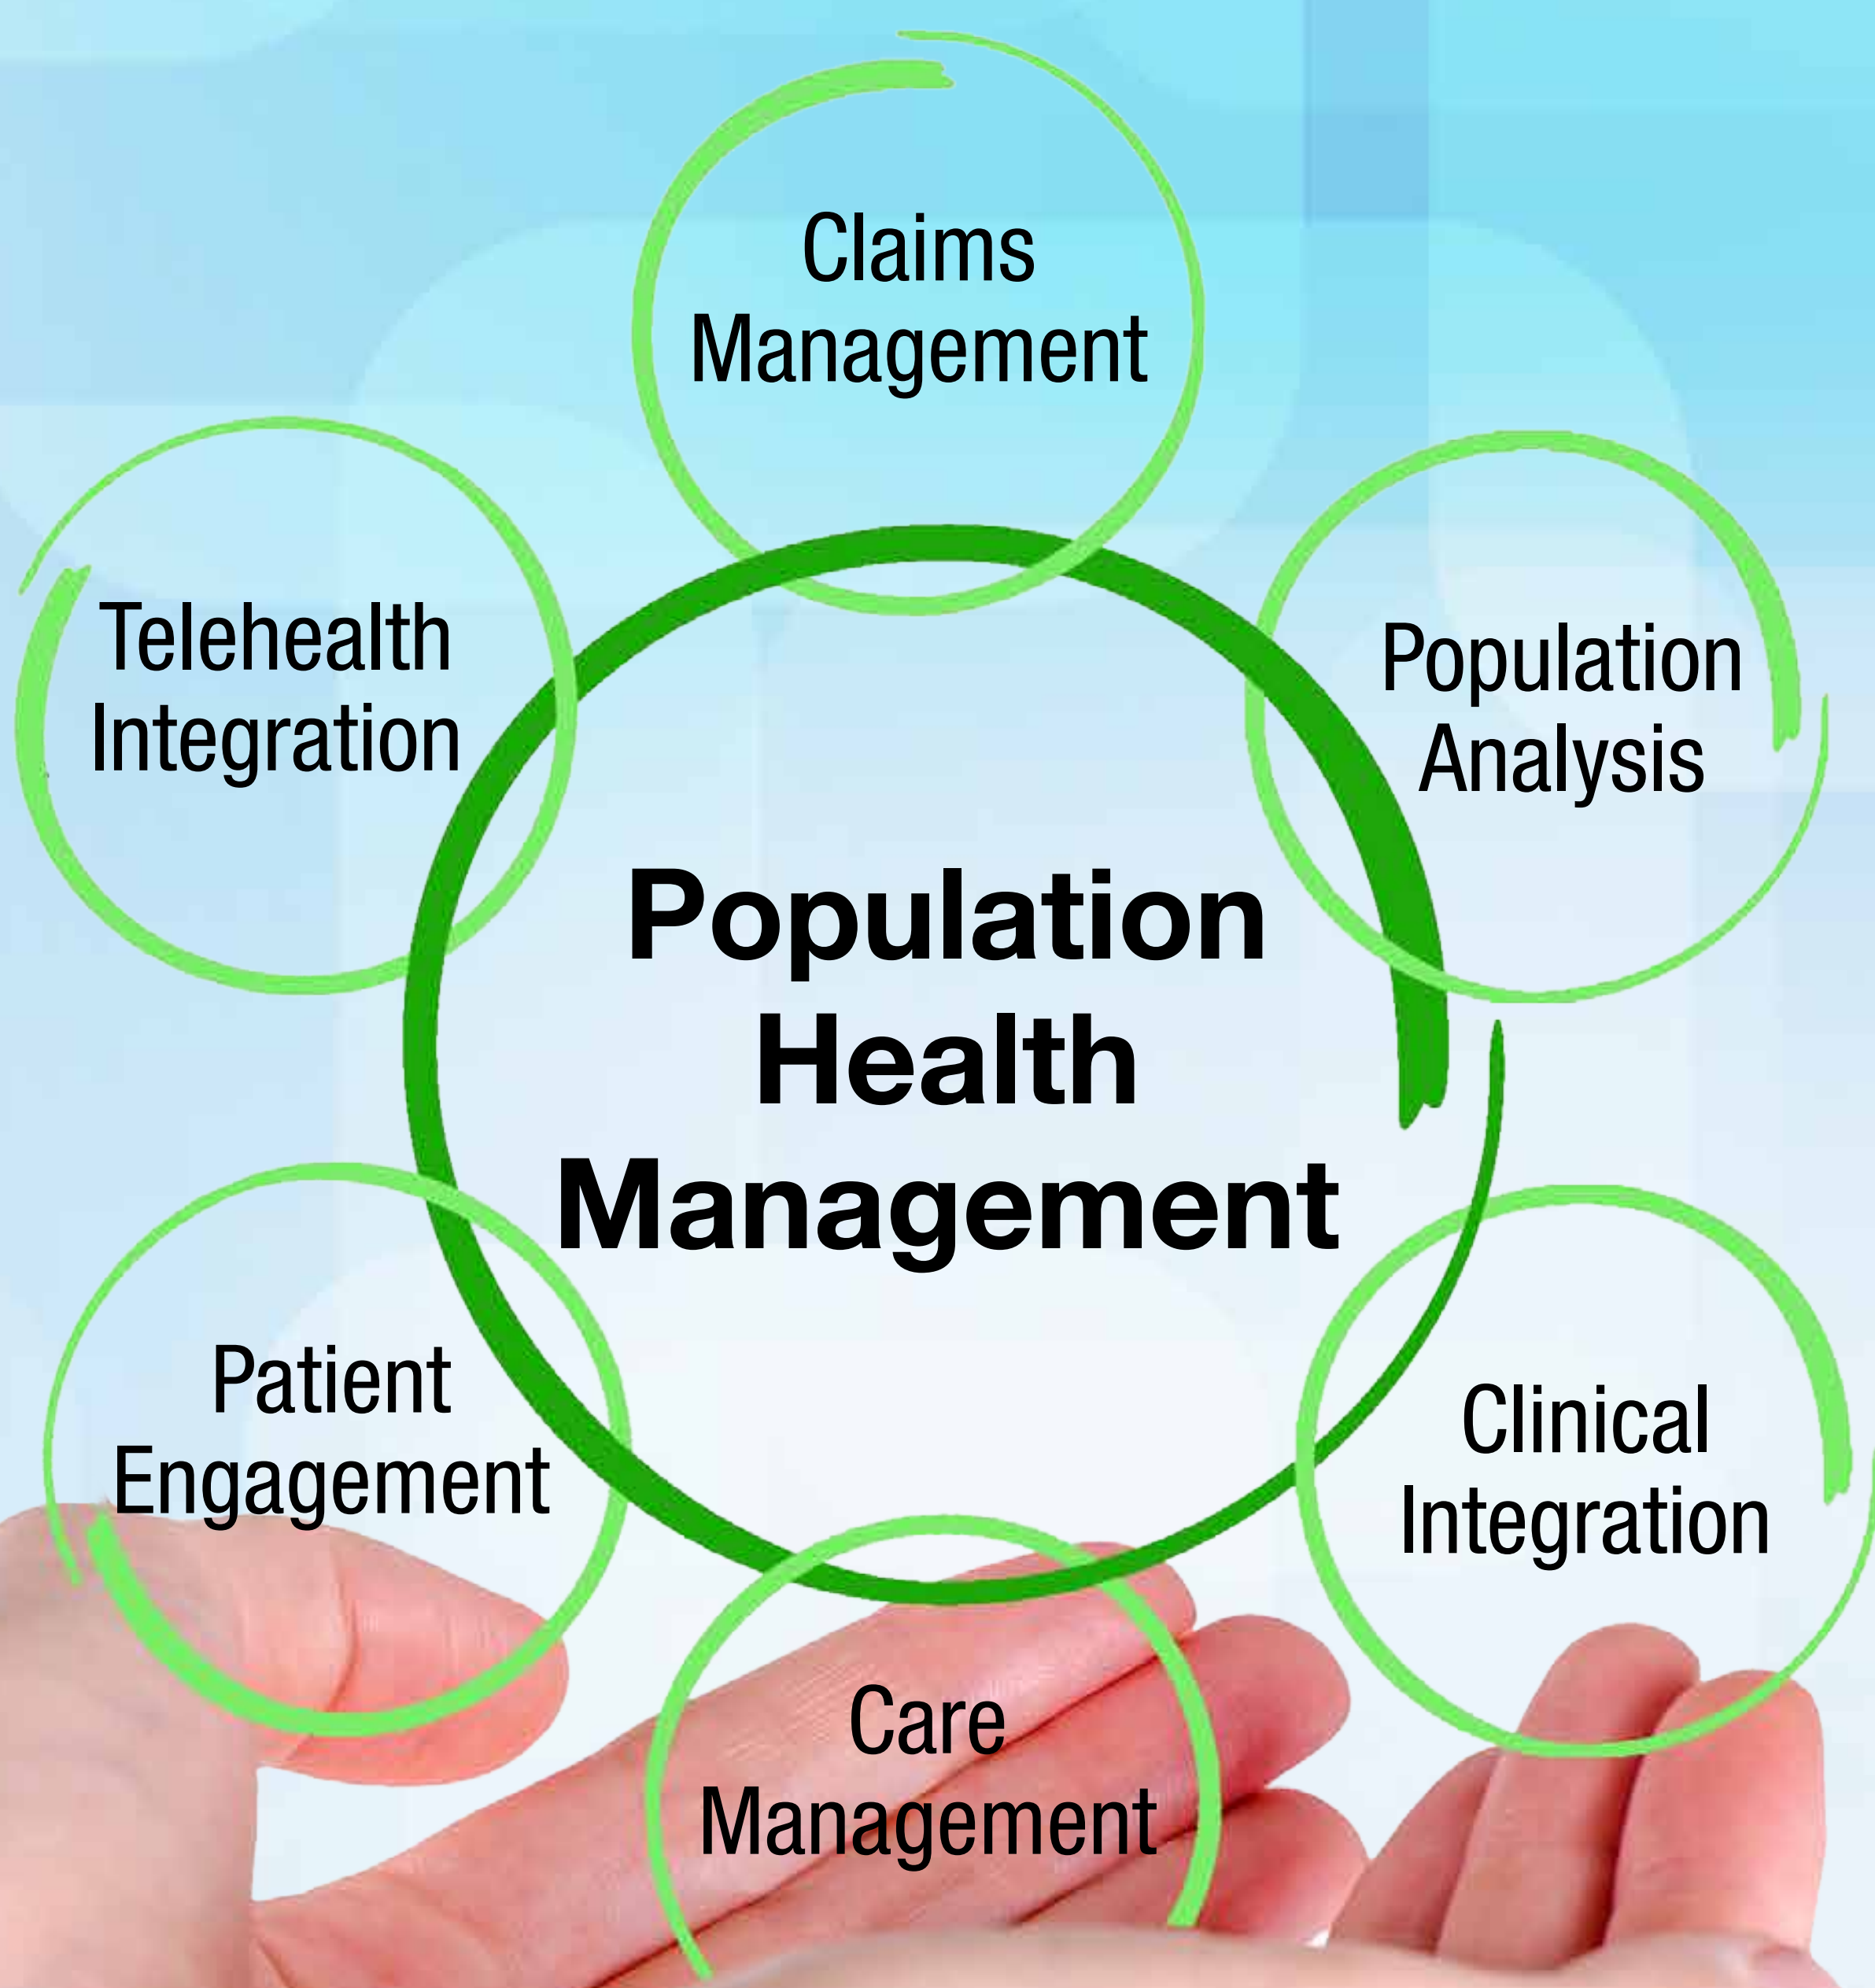 Claims
Management
Telehealth
Integration
Population
Analysis
Population
Health
Management
Patient
Engagement
Clinical
Integration
Care
Management